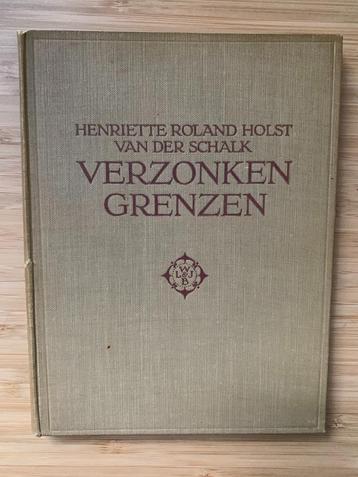 HENRIETTE ROLAND HOLST
VAN DER SCHALK
VERZONKEN
GRENZEN
W
L & J
B